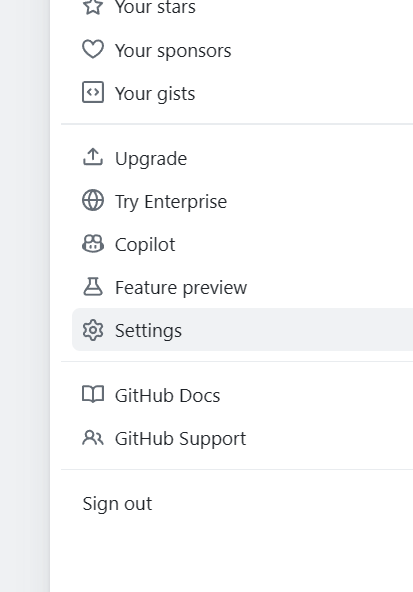 Your stars
Your sponsors
Your gists
Upgrade
Try Enterprise
Copilot
Feature preview
Settings
GitHub Docs
GitHub Support
Sign out